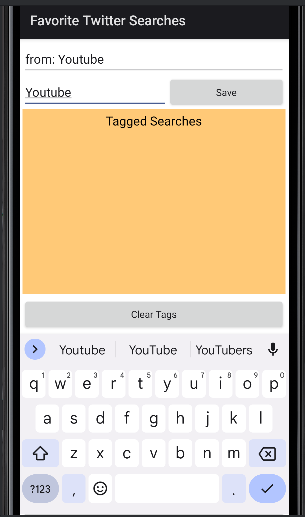 Favorite Twitter Searches
from: Youtube
Youtube Save
Tagged Searches
Clear Tags
Youtube YouTube YouTubers
q1 w2 e3 r4 t5 y6 u7 i8 o9 p0
a s d f g h j k l
z x c v b n m
?123 , .